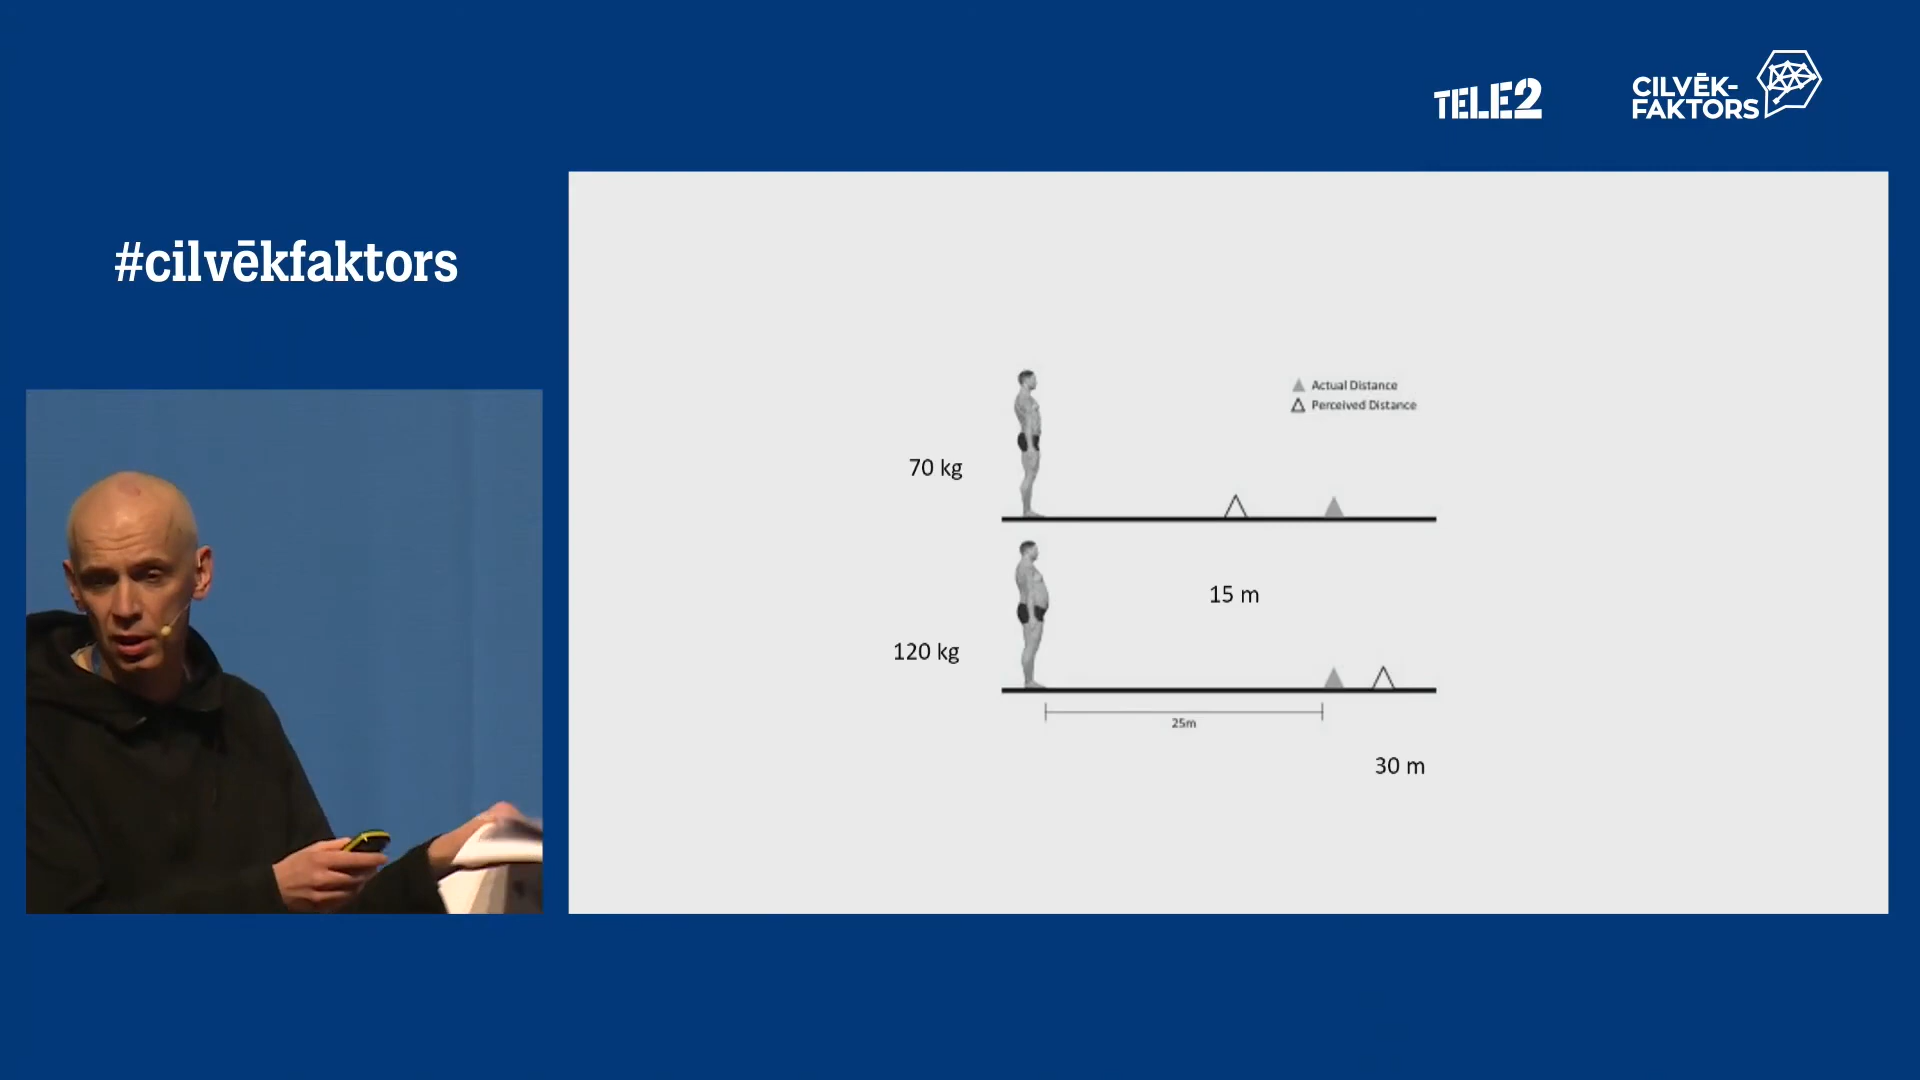 TELE2
CILVĒK-
FAKTORS
#cilvēkfaktors
Actual Distance
Perceived Distance
70 kg
15 m
120 kg
25m
30 m